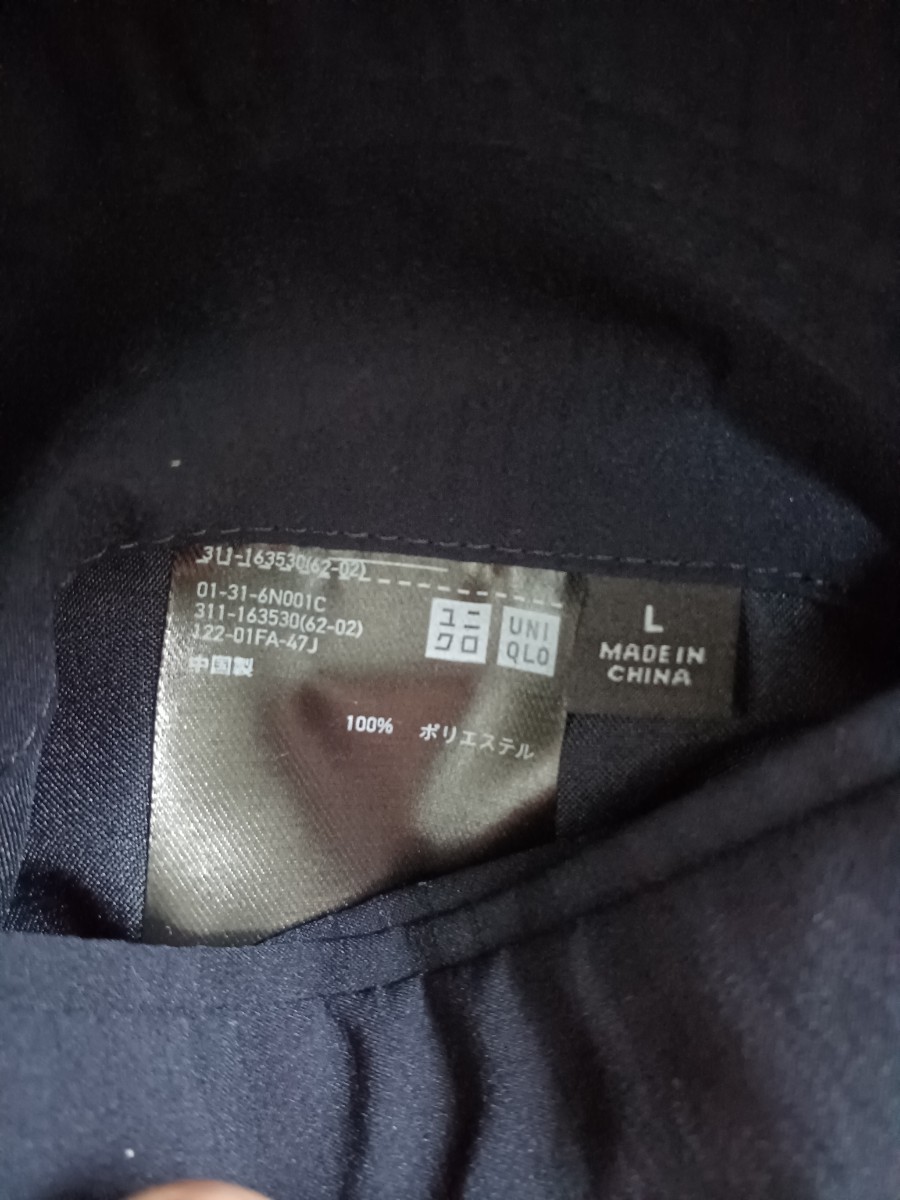 311-163530(62-02)
01-31-6N001C
311-163530(62-02)
122-01FA-47J
中国製
ユニ
クロ
UNI
QLO
100% ポリエステル
L
MADE IN
CHINA